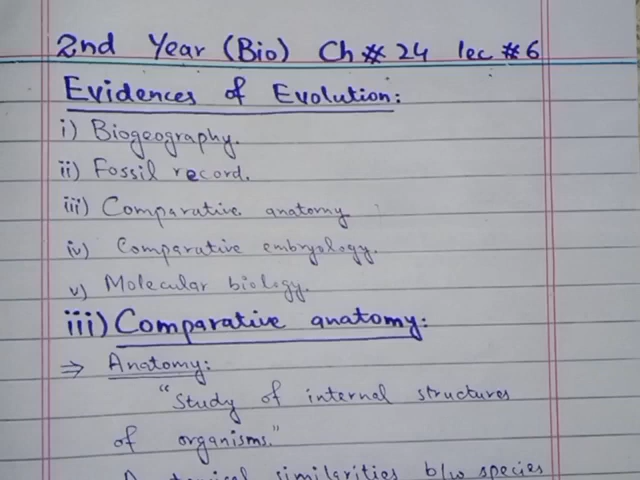 2nd Year (Bio) Ch # 24 lec # 6
Evidences of Evolution:
i) Biogeography.
ii) Fossil record.
iii) Comparative anatomy
iv) Comparative embryology.
v) Molecular biology.
iii) Comparative anatomy:
⇒ Anatomy:
"Study of internal structures
of organisms."
similarities b/w species